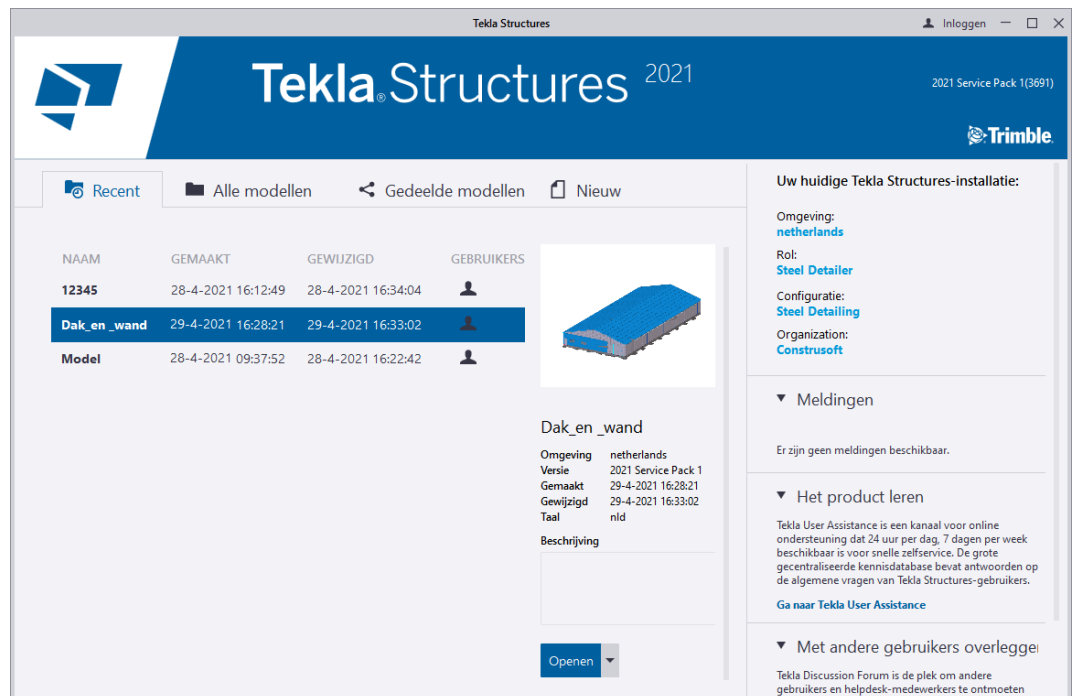 Tekla Structures
Inloggen
Tekla® Structures 2021
2021 Service Pack 1(3691)
Trimble
Recent
Alle modellen
Gedeelde modellen
Nieuw
NAAM GEMAAKT GEWIJZIGD GEBRUIKERS
12345 28-4-2021 16:12:49 28-4-2021 16:34:04
Dak_en _wand 29-4-2021 16:28:21 29-4-2021 16:33:02
Model 28-4-2021 09:37:52 28-4-2021 16:22:42
Dak_en _wand
Omgeving netherlands
Versie 2021 Service Pack 1
Gemaakt 29-4-2021 16:28:21
Gewijzigd 29-4-2021 16:33:02
Taal nld
Beschrijving
Openen
Uw huidige Tekla Structures-installatie:
Omgeving:
netherlands
Rol:
Steel Detailer
Configuratie:
Steel Detailing
Organization:
Construsoft
Meldingen
Er zijn geen meldingen beschikbaar.
Het product leren
Tekla User Assistance is een kanaal voor online
ondersteuning dat 24 uur per dag, 7 dagen per week
beschikbaar is voor snelle zelfservice. De grote
gecentraliseerde kennisdatabase bevat antwoorden op
de algemene vragen van Tekla Structures-gebruikers.
Ga naar Tekla User Assistance
Met andere gebruikers overlegge
Tekla Discussion Forum is de plek om andere
gebruikers en helpdesk-medewerkers te ontmoeten